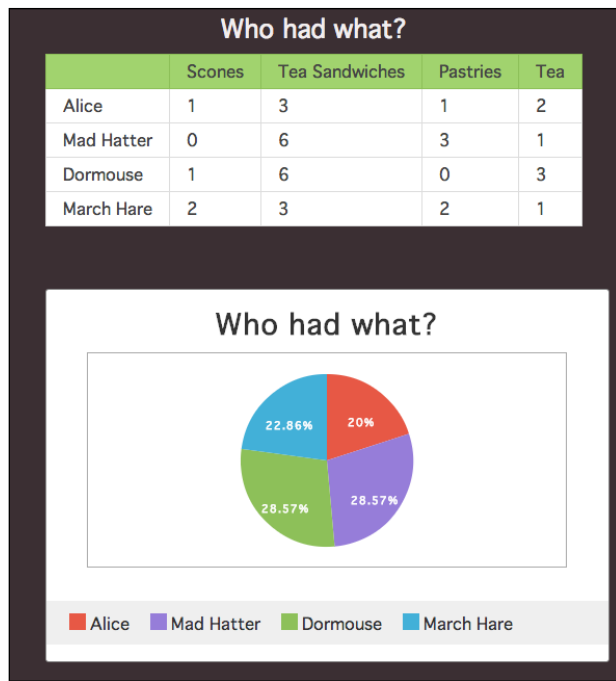 Who had what?
Scones Tea Sandwiches Pastries Tea
Alice 1 3 1 2
Mad Hatter 0 6 3 1
Dormouse 1 6 0 3
March Hare 2 3 2 1
Who had what?
22.86% 20%
28.57% 28.57%
Alice Mad Hatter Dormouse March Hare